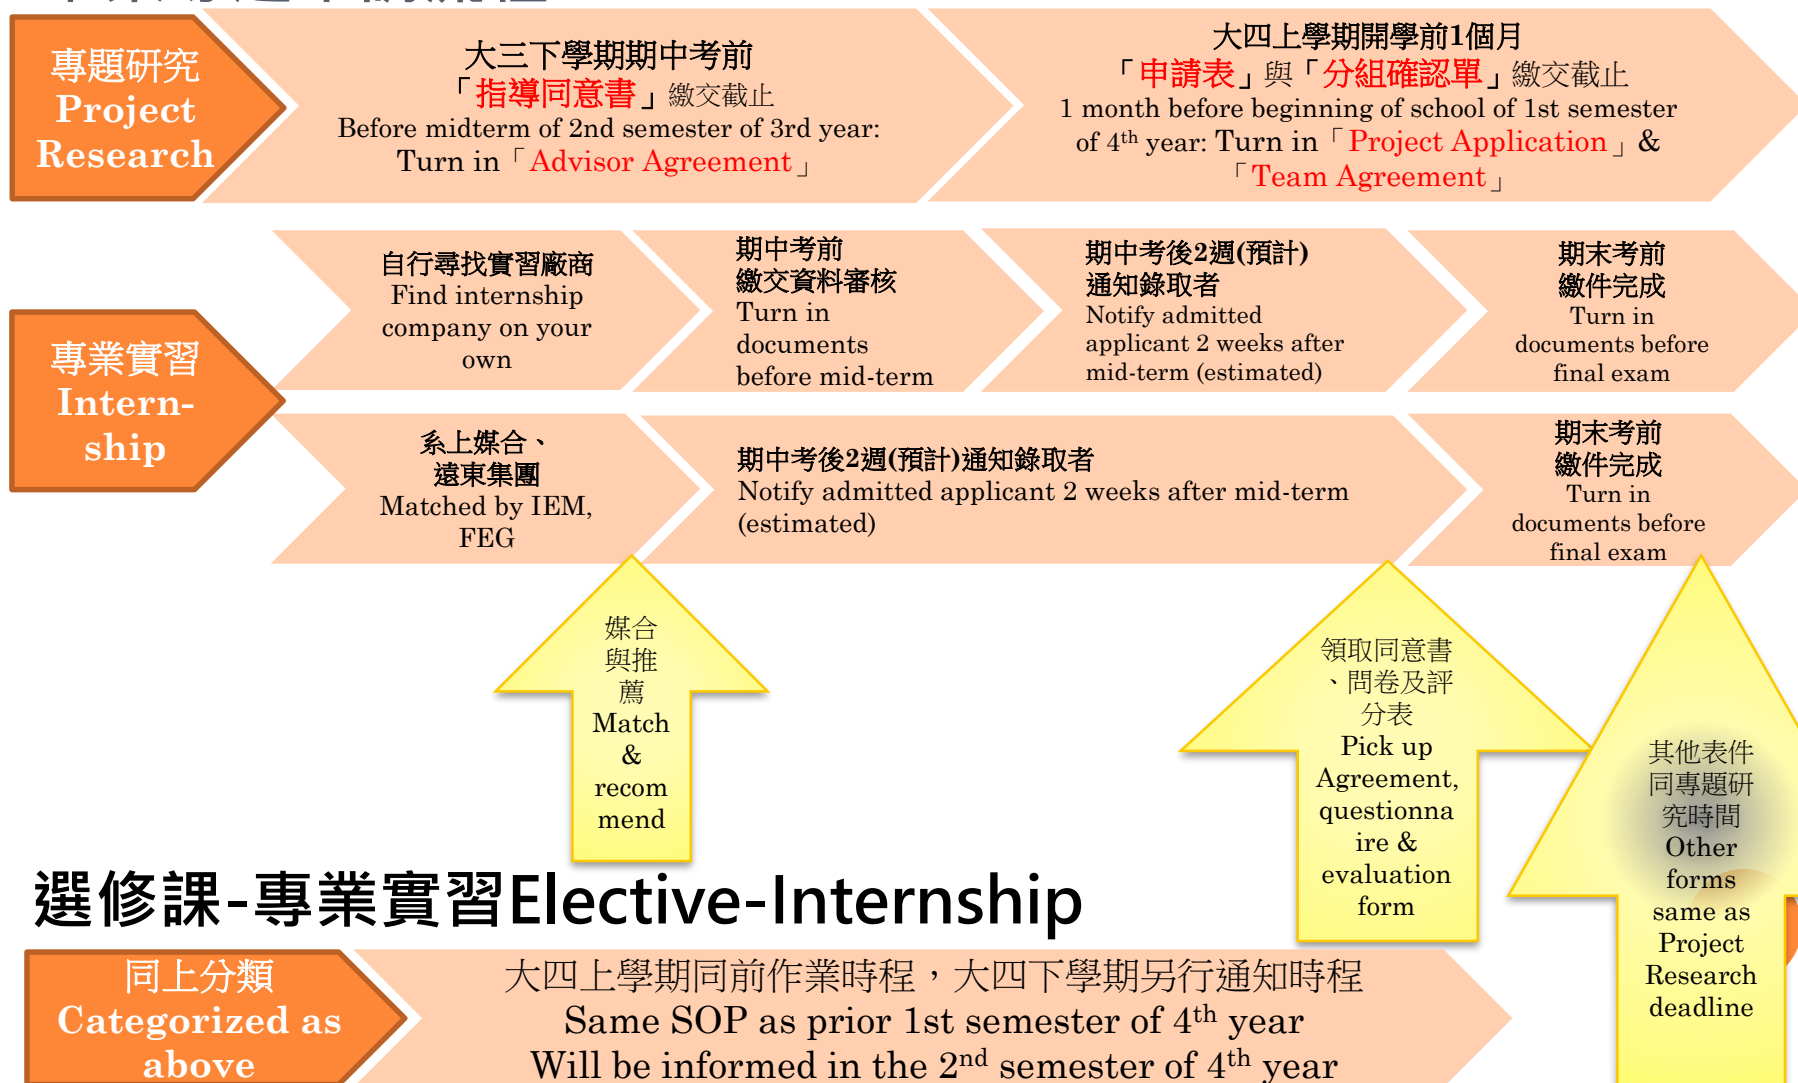 專題研究
Project
Research
大三下學期期中考前
「指導同意書」繳交截止
Before midterm of 2nd semester of 3rd year:
Turn in「Advisor Agreement」
大四上學期開學前1個月
「申請表」與「分組確認單」繳交截止
1 month before beginning of school of 1st semester
of 4th year: Turn in「Project Application」&
「Team Agreement」
專業實習
Intern-
ship
自行尋找實習廠商
Find internship
company on your
own
期中考前
繳交資料審核
Turn in
documents
before mid-term
期中考後2週(預計)
通知錄取者
Notify admitted
applicant 2 weeks after
mid-term (estimated)
期末考前
繳件完成
Turn in
documents before
final exam
系上媒合、
遠東集團
Matched by IEM,
FEG
期中考後2週(預計)通知錄取者
Notify admitted applicant 2 weeks after mid-term
(estimated)
期末考前
繳件完成
Turn in
documents before
final exam
媒合
與推
薦
Match
&
recom
mend
領取同意書
、問卷及評
分表
Pick up
Agreement,
questionna
ire &
evaluation
form
其他表件
同專題研
究時間
Other
forms
same as
Project
Research
deadline
選修課-專業實習Elective-Internship
同上分類
Categorized as
above
大四上學期同前作業時程，大四下學期另行通知時程
Same SOP as prior 1st semester of 4th year
Will be informed in the 2nd semester of 4th year